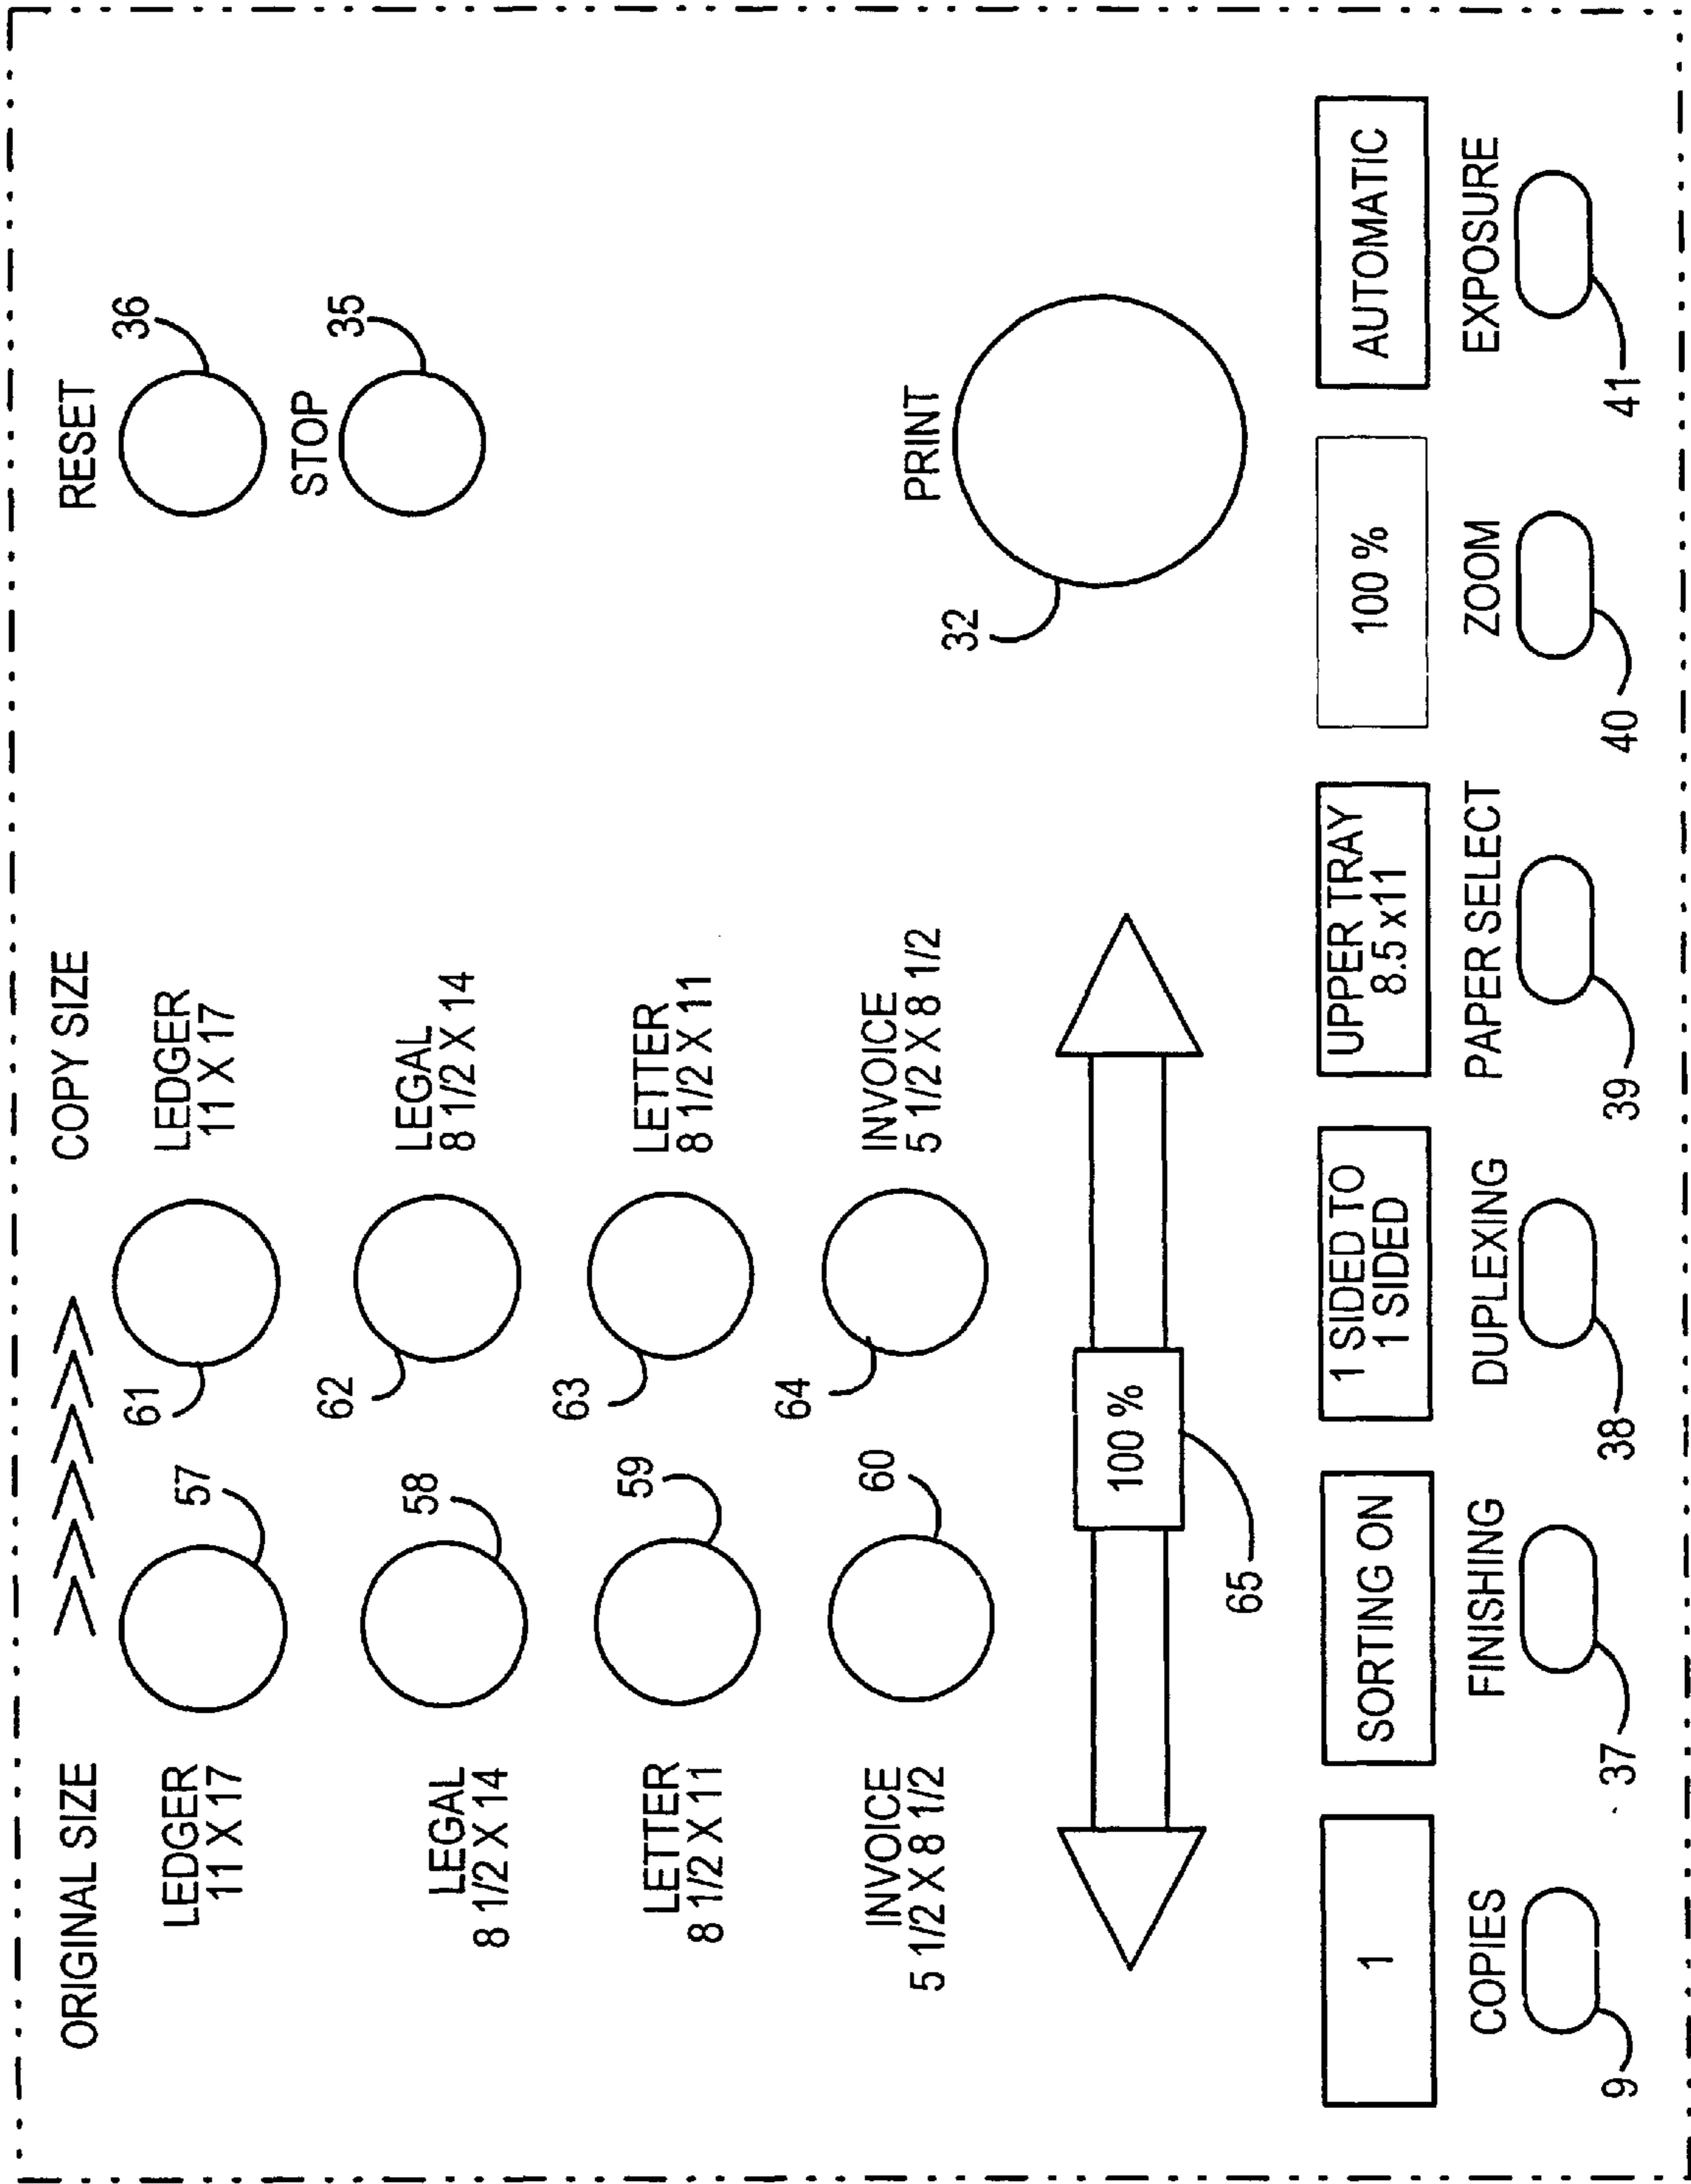 ORIGINAL SIZE >>>>>> COPY SIZE
RESET
36
LEDGER
11 X 17
57
61
LEDGER
11 X 17
STOP
35
LEGAL
8 1/2 X 14
58
62
LEGAL
8 1/2 X 14
LETTER
8 1/2 X 11
59
63
LETTER
8 1/2 X 11
INVOICE
5 1/2 X 8 1/2
60
64
INVOICE
5 1/2 X 8 1/2
PRINT
32
100 %
65
1
COPIES
9
SORTING ON
FINISHING
37
1 SIDED TO
1 SIDED
DUPLEXING
38
UPPER TRAY
8.5 x11
PAPER SELECT
39
100 %
ZOOM
40
AUTOMATIC
EXPOSURE
41